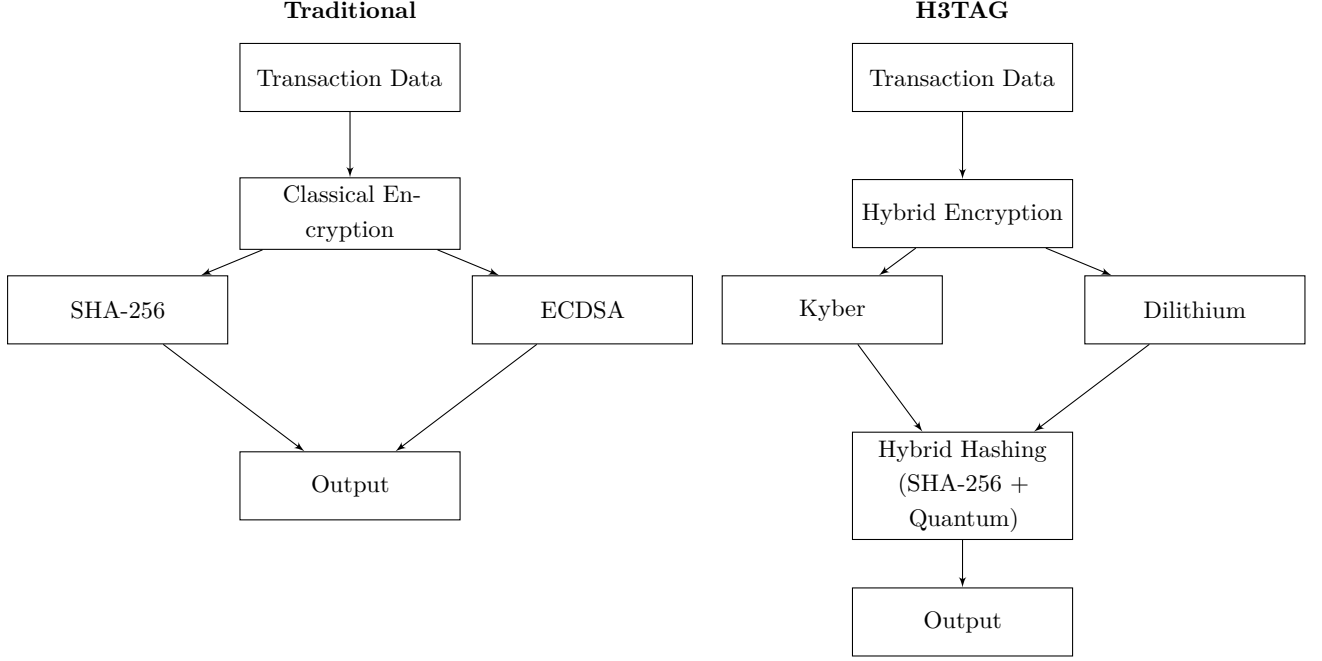 Traditional
Transaction Data
Classical En-
cryption
SHA-256
ECDSA
Output
H3TAG
Transaction Data
Hybrid Encryption
Kyber
Dilithium
Hybrid Hashing
(SHA-256 +
Quantum)
Output